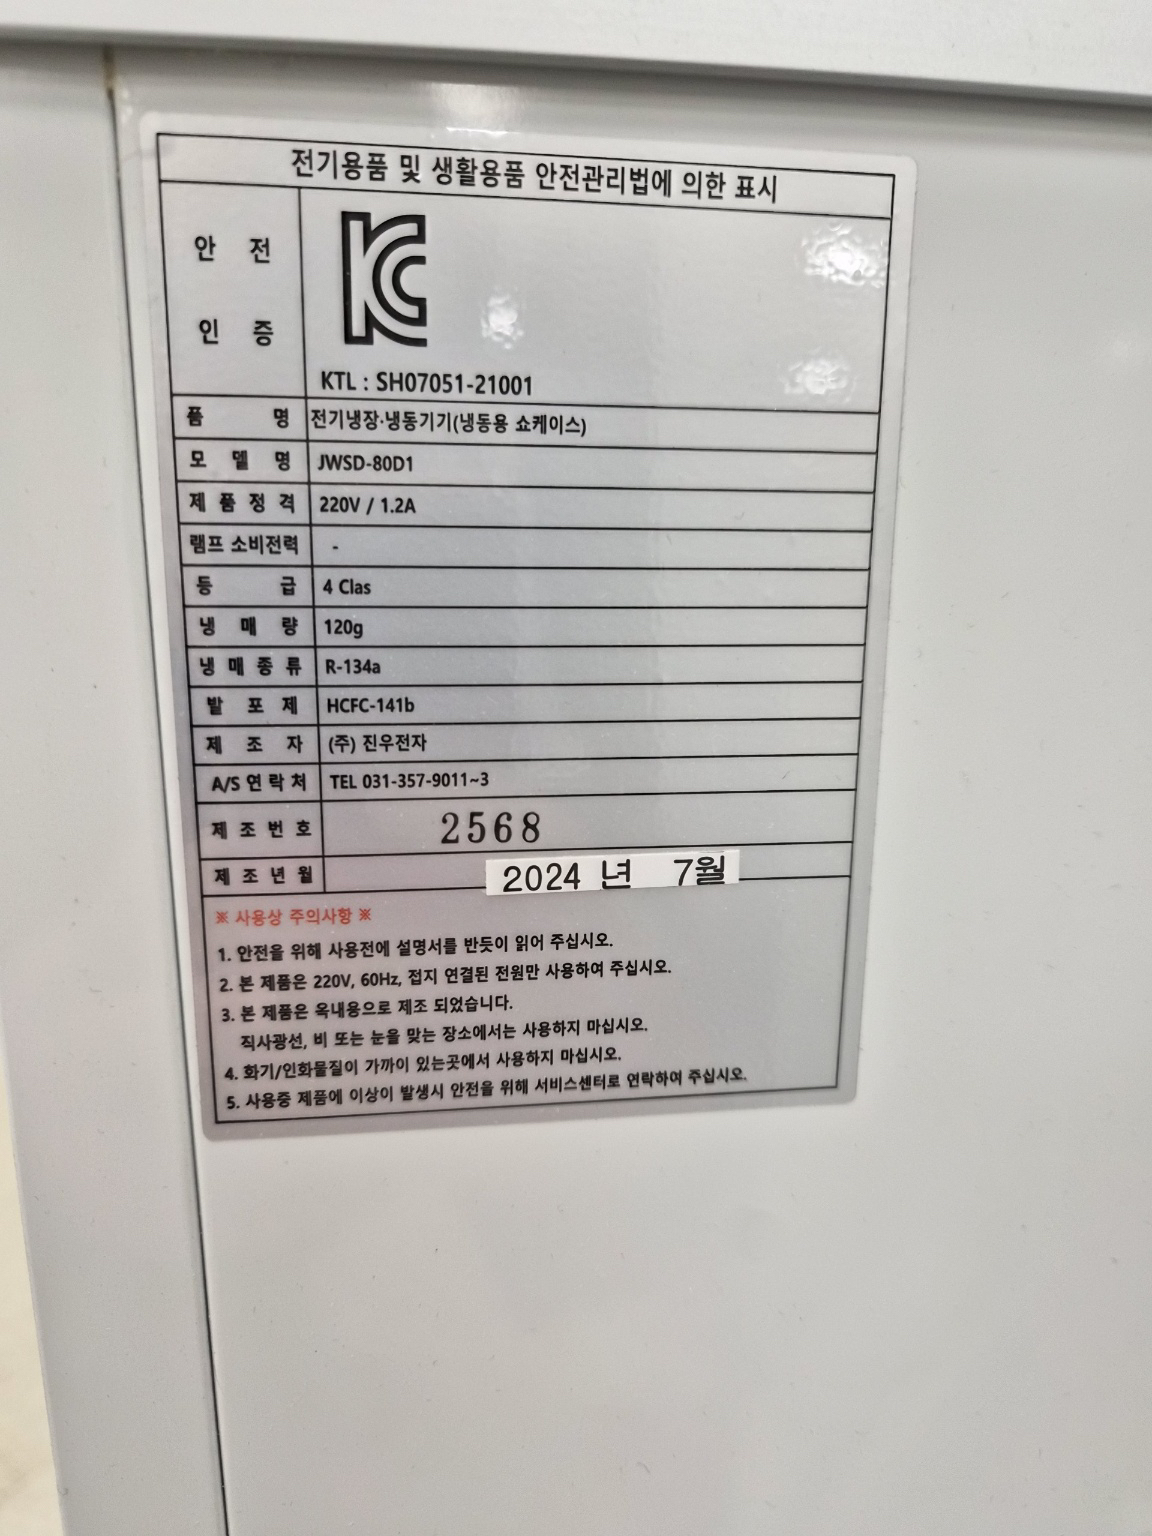 전기용품 및 생활용품 안전관리법에 의한 표시
안 전
인 증
KC
KTL : SH07051-21001
품 명 전기냉장·냉동기기(냉동용 쇼케이스)
모 델 명 JWSD-80D1
제 품 정 격 220V / 1.2A
램프 소비전력 -
등 급 4 Clas
냉 매 량 120g
냉 매 종 류 R-134a
발 포 제 HCFC-141b
제 조 자 (주) 진우전자
A/S 연 락 처 TEL 031-357-9011~3
제 조 번 호 2568
제 조 년 월 2024 년 7월
※ 사용상 주의사항 ※
1. 안전을 위해 사용전에 설명서를 반듯이 읽어 주십시오.
2. 본 제품은 220V, 60Hz, 접지 연결된 전원만 사용하여 주십시오.
3. 본 제품은 옥내용으로 제조 되었습니다.
직사광선, 비 또는 눈을 맞는 장소에서는 사용하지 마십시오.
4. 화기/인화물질이 가까이 있는곳에서 사용하지 마십시오.
5. 사용중 제품에 이상이 발생시 안전을 위해 서비스센터로 연락하여 주십시오.